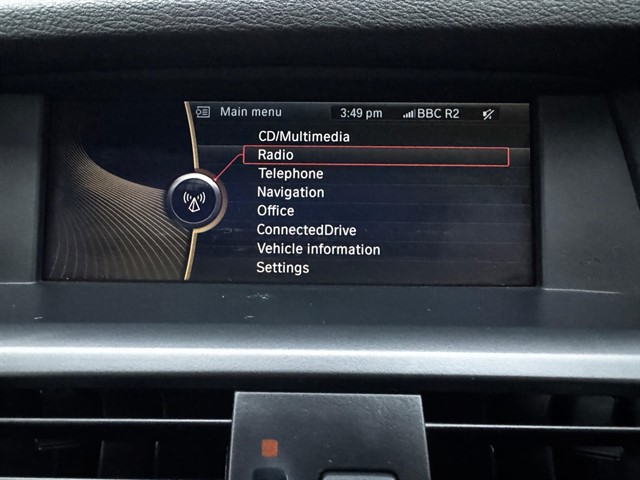 Main menu 3:49 pm BBC R2
CD/Multimedia
Radio
Telephone
Navigation
Office
ConnectedDrive
Vehicle information
Settings